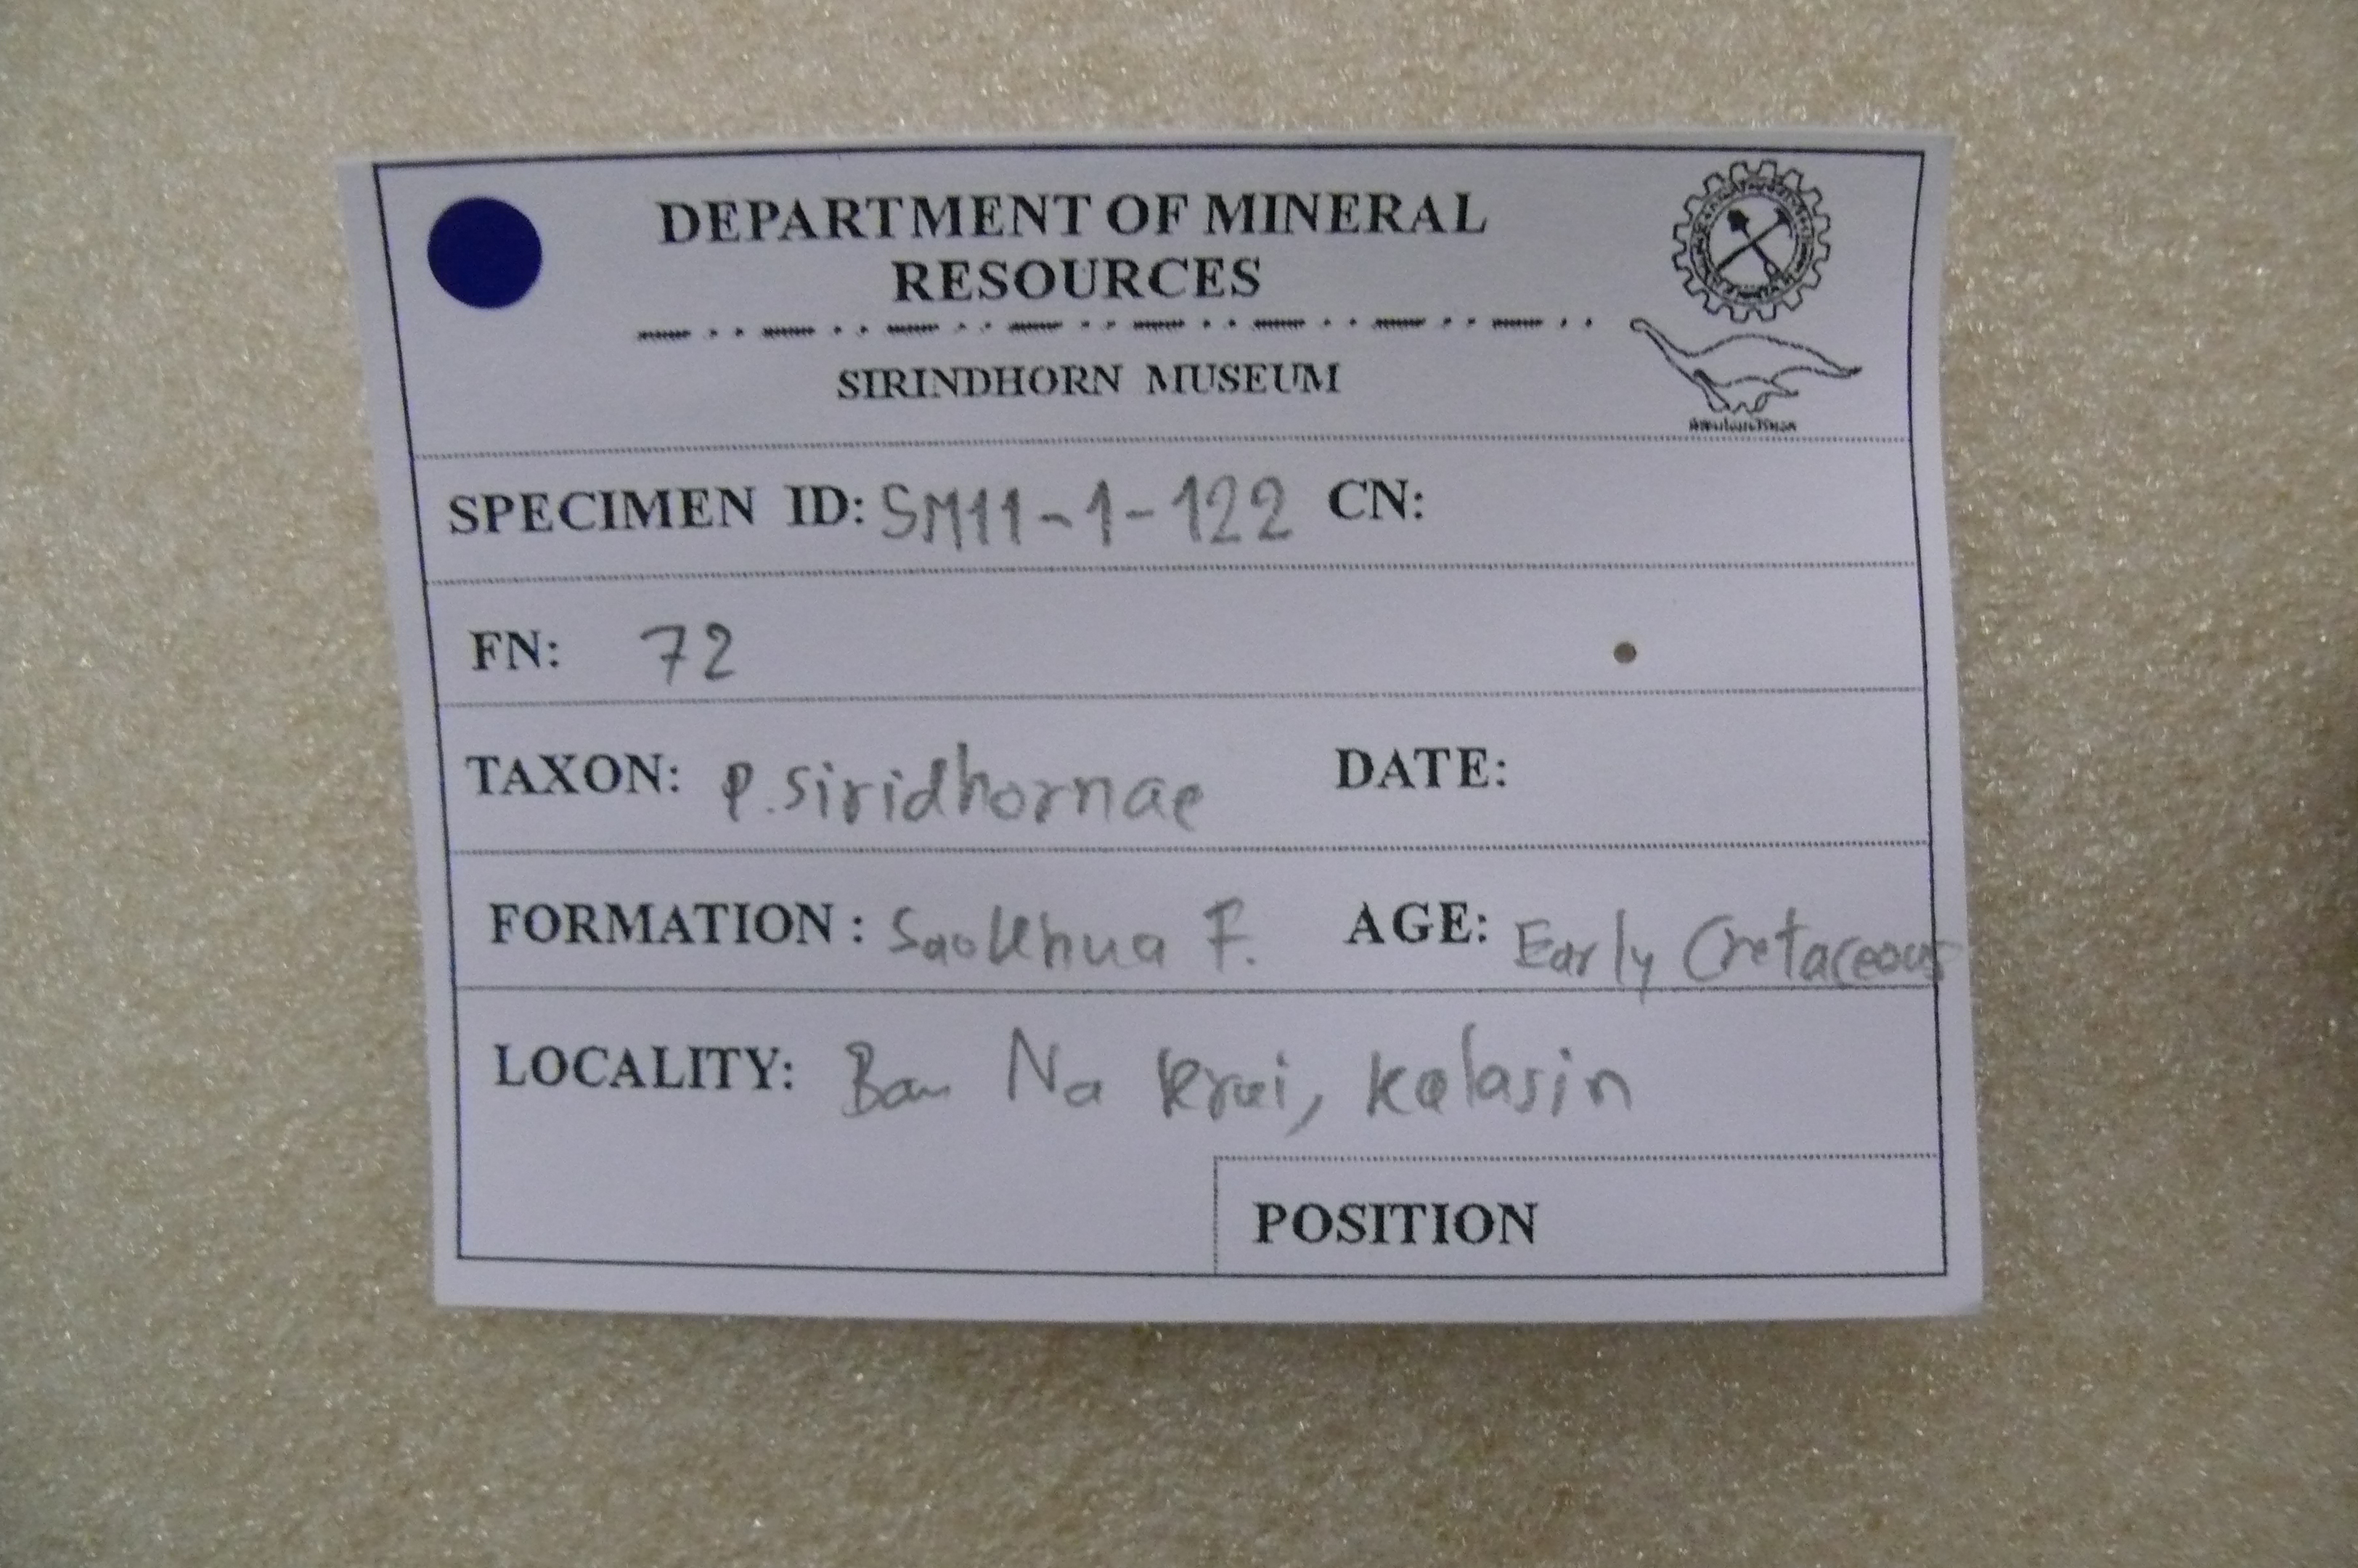 DEPARTMENT OF MINERAL
RESOURCES
SIRINDHORN MUSEUM
SPECIMEN ID: SM11-1-122 CN:
FN: 72
TAXON: P. siridhornae DATE:
FORMATION : Saokhua F. AGE: Early Cretaceous
LOCALITY: Ban Na Krai, Kalasin
POSITION